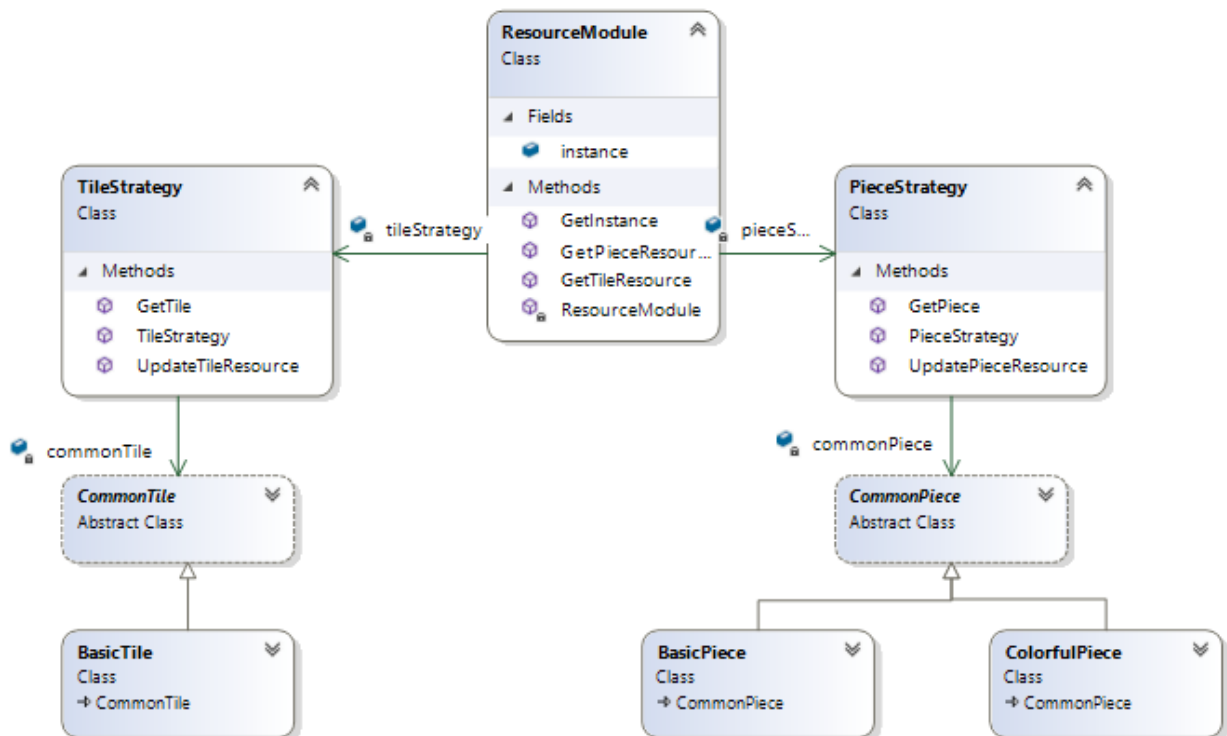 ResourceModule
Class
Fields
instance
Methods
GetInstance
GetPieceResour...
GetTileResource
ResourceModule
TileStrategy
Class
Methods
GetTile
TileStrategy
UpdateTileResource
tileStrategy
pieceS...
PieceStrategy
Class
Methods
GetPiece
PieceStrategy
UpdatePieceResource
commonTile
commonPiece
CommonTile
Abstract Class
CommonPiece
Abstract Class
BasicTile
Class
CommonTile
BasicPiece
Class
CommonPiece
ColorfulPiece
Class
CommonPiece